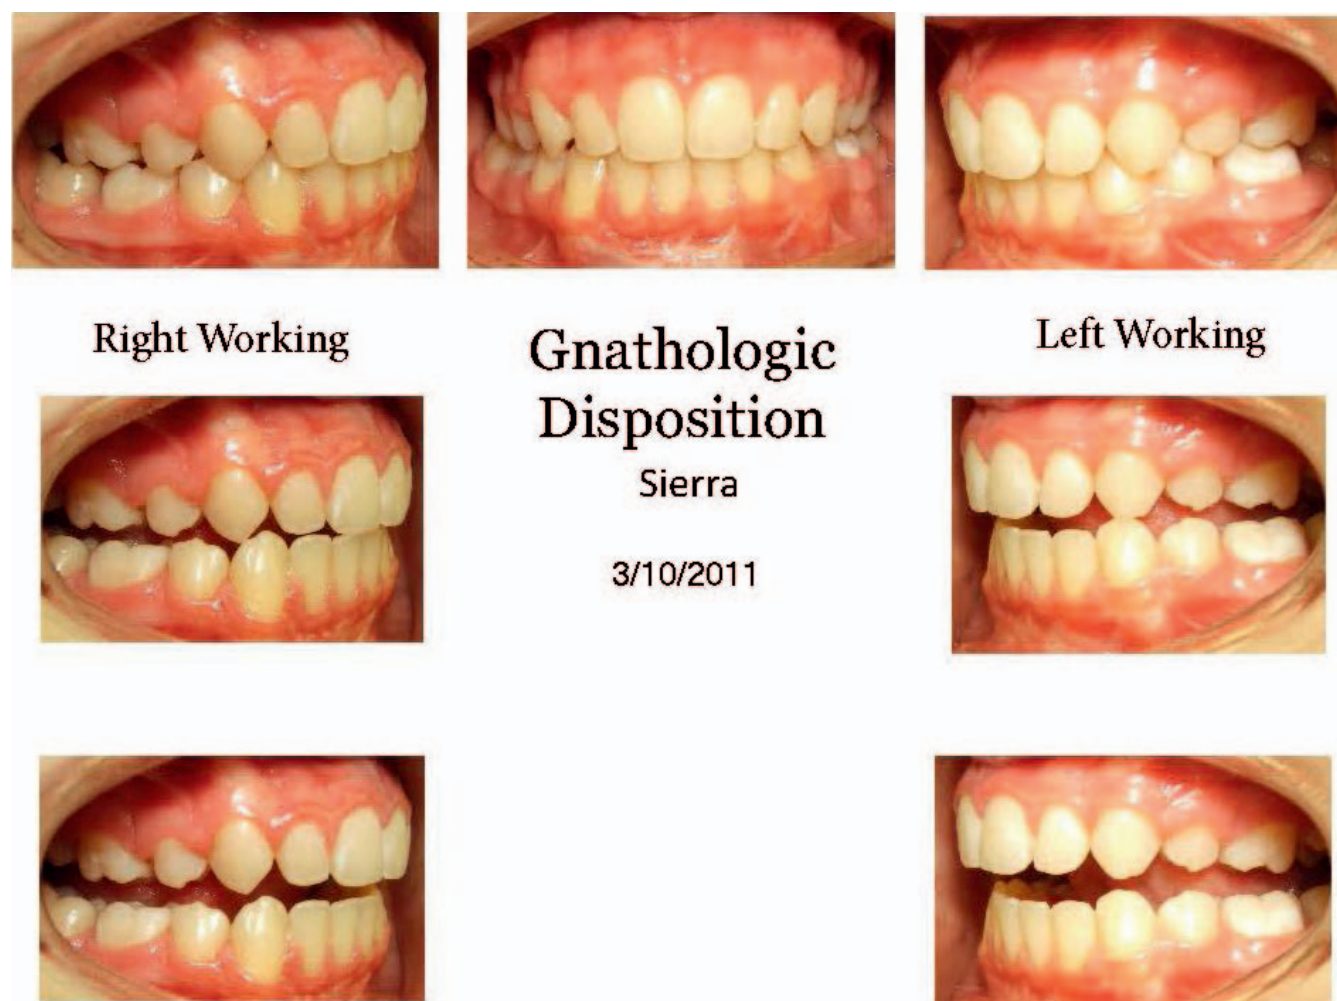 Right Working
Gnathologic
Disposition
Sierra
3/10/2011
Left Working